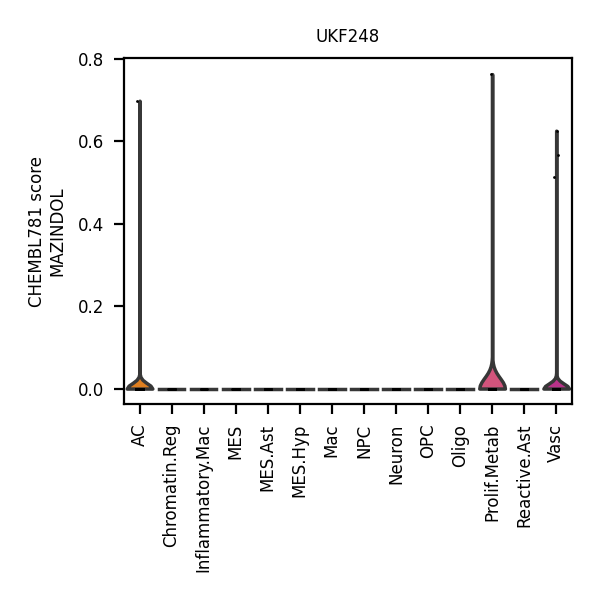 UKF248
CHEMBL781 score
MAZINDOL
0.8
0.6
0.4
0.2
0.0
AC
Chromatin.Reg
Inflammatory.Mac
MES
MES.Ast
MES.Hyp
Mac
NPC
Neuron
OPC
Oligo
Prolif.Metab
Reactive.Ast
Vasc